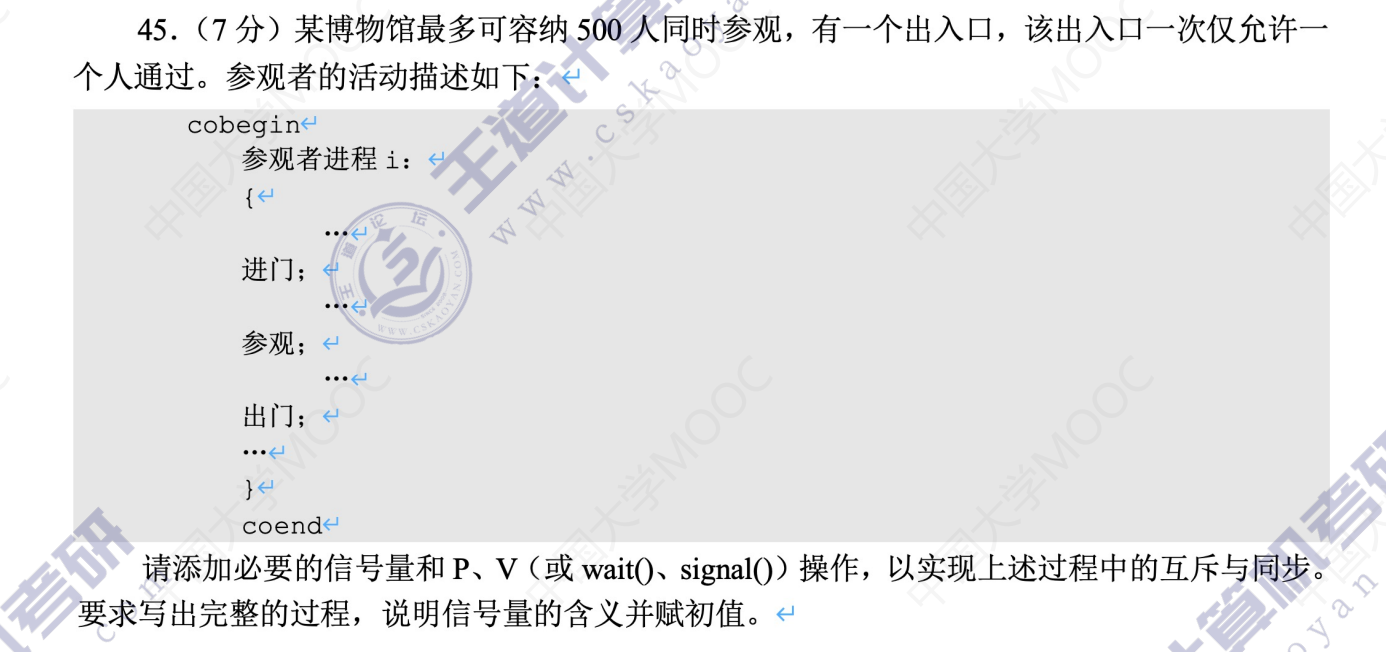 45.（7 分）某博物馆最多可容纳 500 人同时参观，有一个出入口，该出入口一次仅允许一
个人通过。参观者的活动描述如下：↵
cobegin↵
参观者进程 i：↵
{↵
…↵
进门；↵
…↵
参观；↵
…↵
出门；↵
…↵
}↵
coend↵
请添加必要的信号量和 P、V（或 wait()、signal()）操作，以实现上述过程中的互斥与同步。
要求写出完整的过程，说明信号量的含义并赋初值。↵